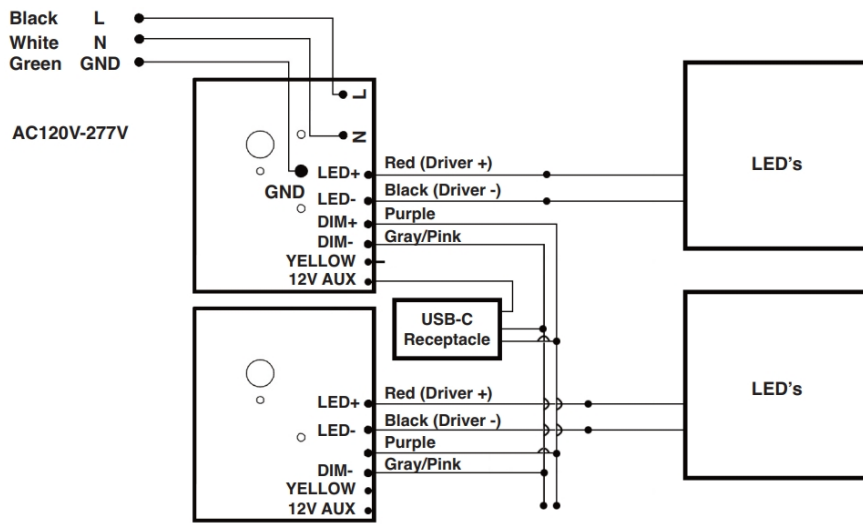 Black L
White N
Green GND
AC120V-277V
L
N
LED+
GND
LED-
DIM+
DIM-
YELLOW
12V AUX
Red (Driver +)
Black (Driver -)
Purple
Gray/Pink
LED's
USB-C
Receptacle
LED+
LED-
DIM-
YELLOW
12V AUX
Red (Driver +)
Black (Driver -)
Purple
Gray/Pink
LED's